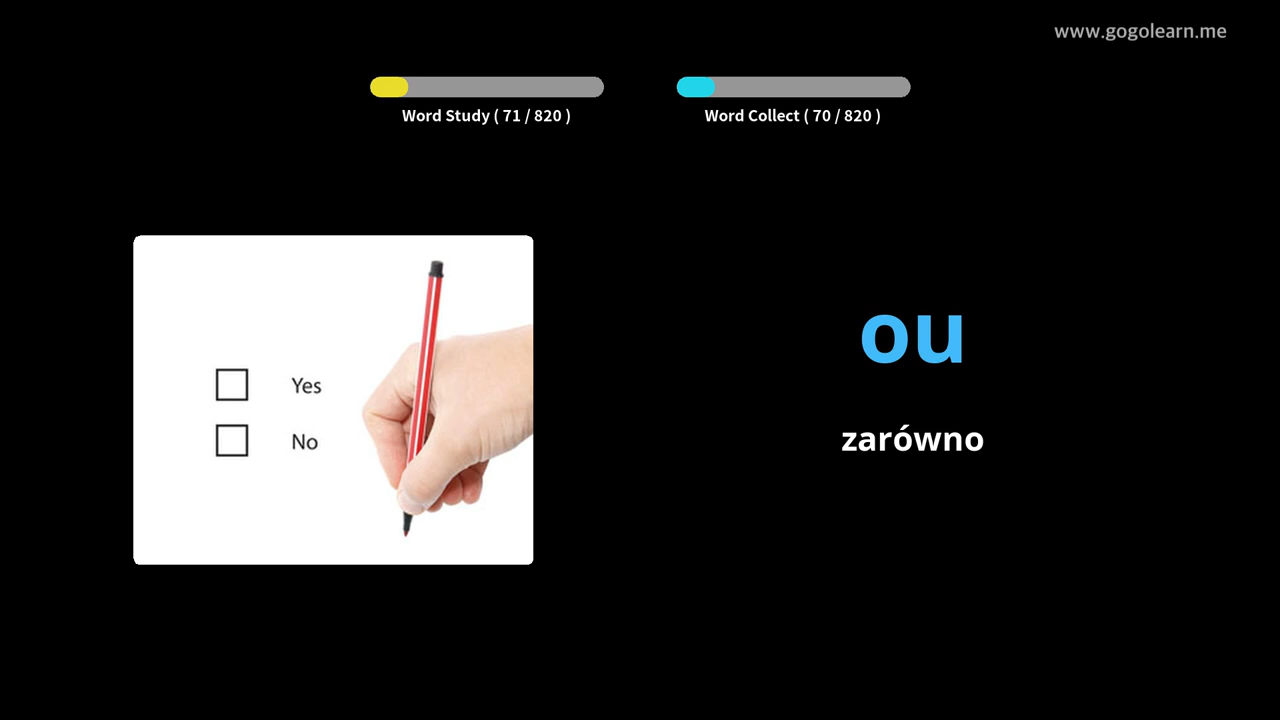 www.gogolearn.me
Word Study ( 71 / 820 )
Word Collect ( 70 / 820 )
Yes
No
ou
zarówno